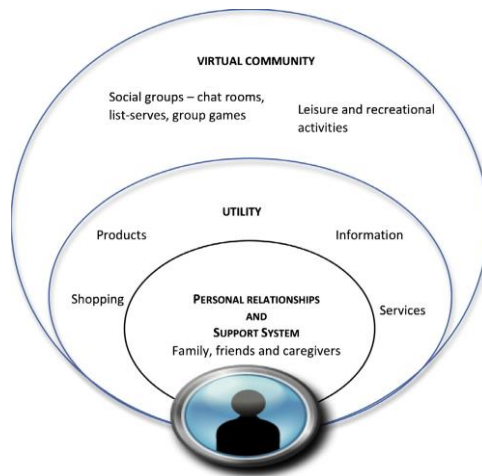 VIRTUAL COMMUNITY
Social groups – chat rooms,
list-serves, group games
Leisure and recreational
activities
UTILITY
Products
Information
Shopping
Services
PERSONAL RELATIONSHIPS
AND
SUPPORT SYSTEM
Family, friends and caregivers